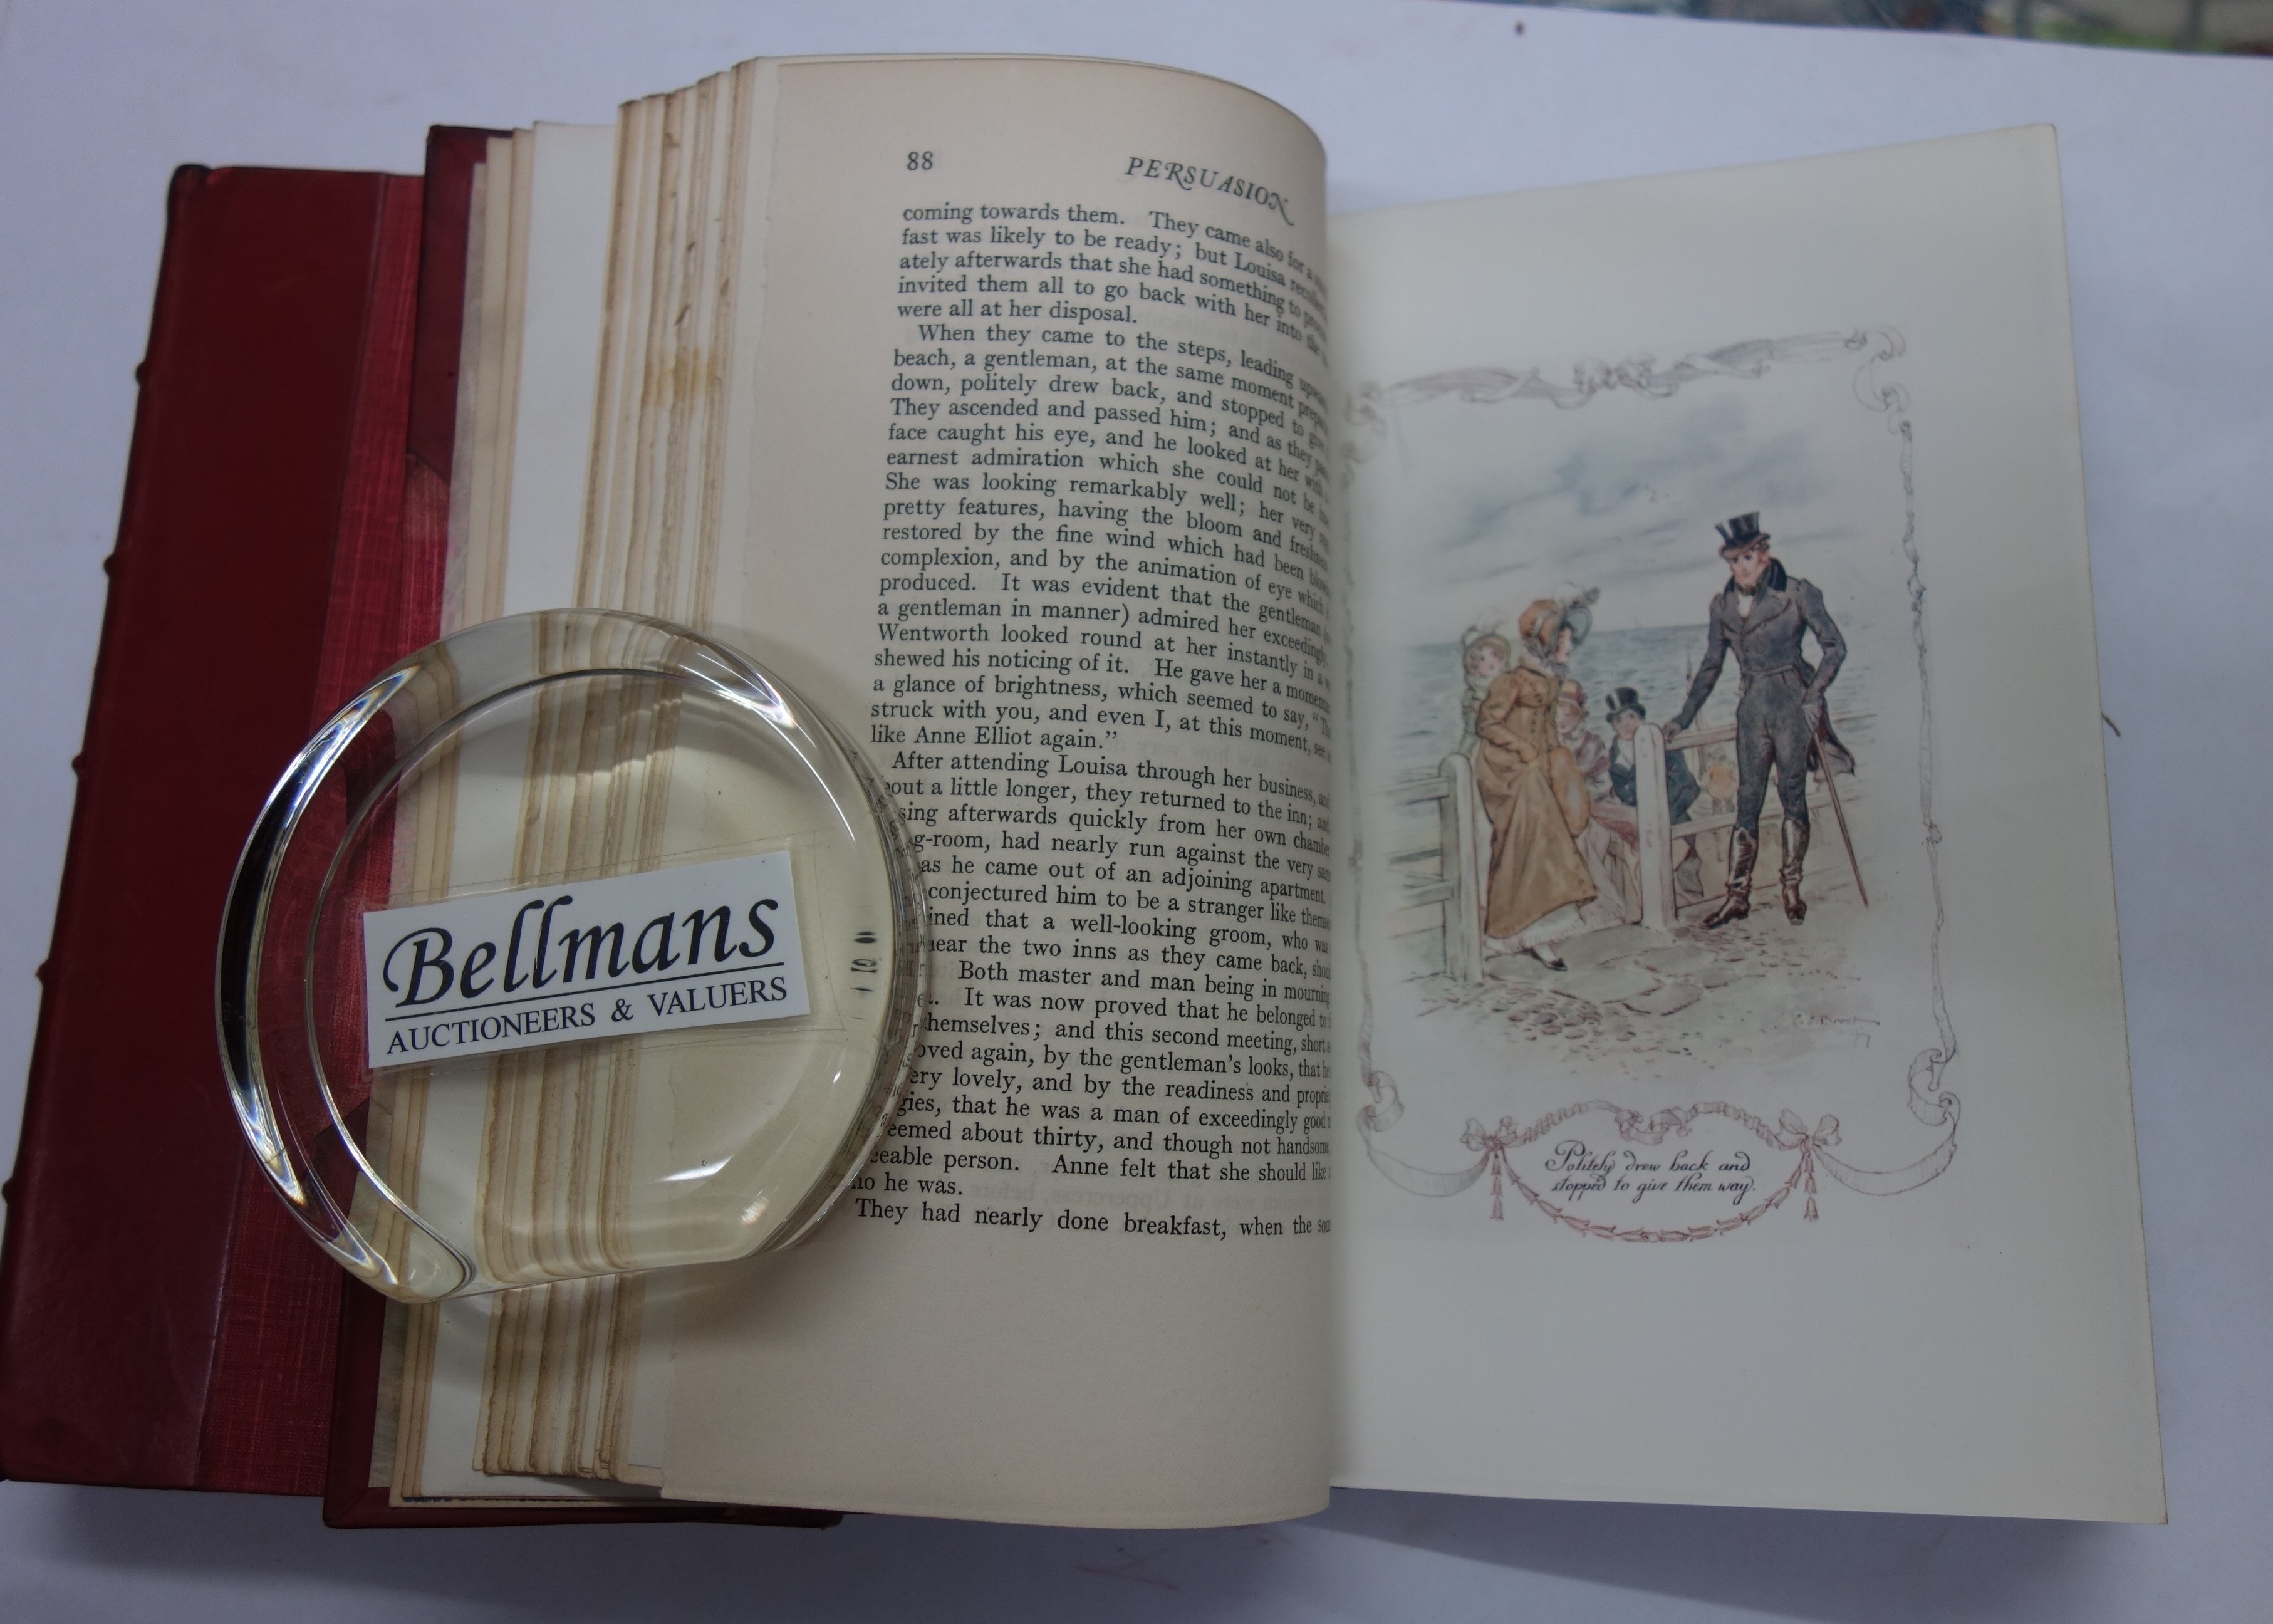 88 PERSUASION
coming towards them. They came also for a
fast was likely to be ready; but Louisa
ately afterwards that she had something to
invited them all to go back with her into the
were all at her disposal.
When they came to the steps, leading
beach, a gentleman, at the same moment
down, politely drew back, and stopped to
They ascended and passed him; and as they
face caught his eye, and he looked at her with
earnest admiration which she could not be
She was looking remarkably well; her very
pretty features, having the bloom and
restored by the fine wind which had been
complexion, and by the animation of eye which
produced. It was evident that the gentleman
a gentleman in manner) admired her exceedingly.
Wentworth looked round at her instantly in a
shewed his noticing of it. He gave her a
a glance of brightness, which seemed to say,
struck with you, and even I, at this moment,
like Anne Elliot again."
After attending Louisa through her business,
a little longer, they returned to the inn;
afterwards quickly from her own
had nearly run against the very
as he came out of an adjoining apartment.
conjectured him to be a stranger like
that a well-looking groom, who
near the two inns as they came back,
Both master and man being in
It was now proved that he belonged
themselves; and this second meeting, short
again, by the gentleman's looks, that
lovely, and by the readiness and
that he was a man of exceedingly good
seemed about thirty, and though not
person. Anne felt that she should like
he was.
They had nearly done breakfast, when the
Bellmans
AUCTIONEERS & VALUERS
Politely drew back and
stopped to give them way.